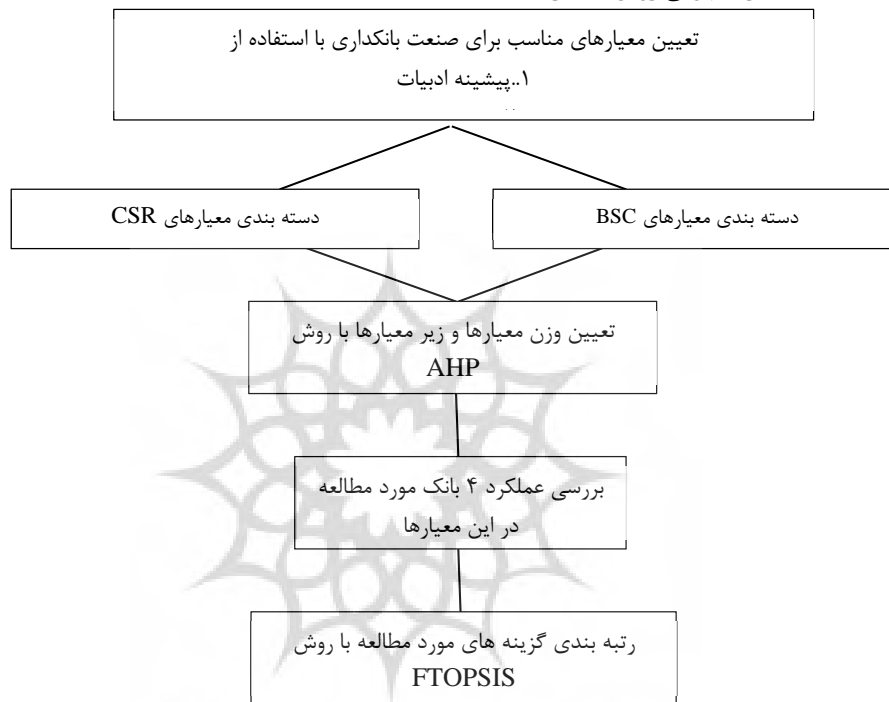 تعیین معیارهای مناسب برای صنعت بانکداری با استفاده از
۱..پیشینه ادبیات
دسته بندی معیارهای BSC
دسته بندی معیارهای CSR
تعیین وزن معیارها و زیر معیارها با روش
AHP
بررسی عملکرد ۴ بانک مورد مطالعه
در این معیارها
رتبه بندی گزینه های مورد مطالعه با روش
FTOPSIS